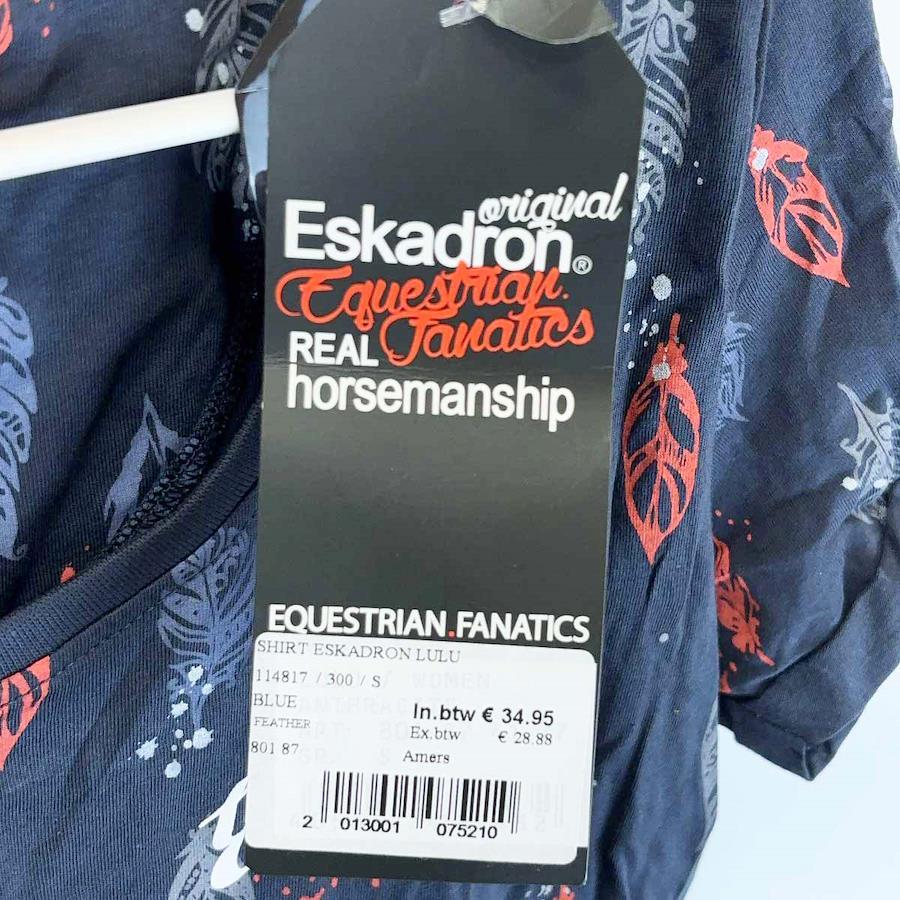 original
Eskadron®
Equestrian.
Fanatics
REAL
horsemanship
EQUESTRIAN.FANATICS
SHIRT ESKADRON LULU
114817 / 300 / S
WOMEN
BLUE
ANTHRAC
In.btw € 34.95
FEATHER
Ex.btw € 28.88
801 87
Amers
2 013001 075210